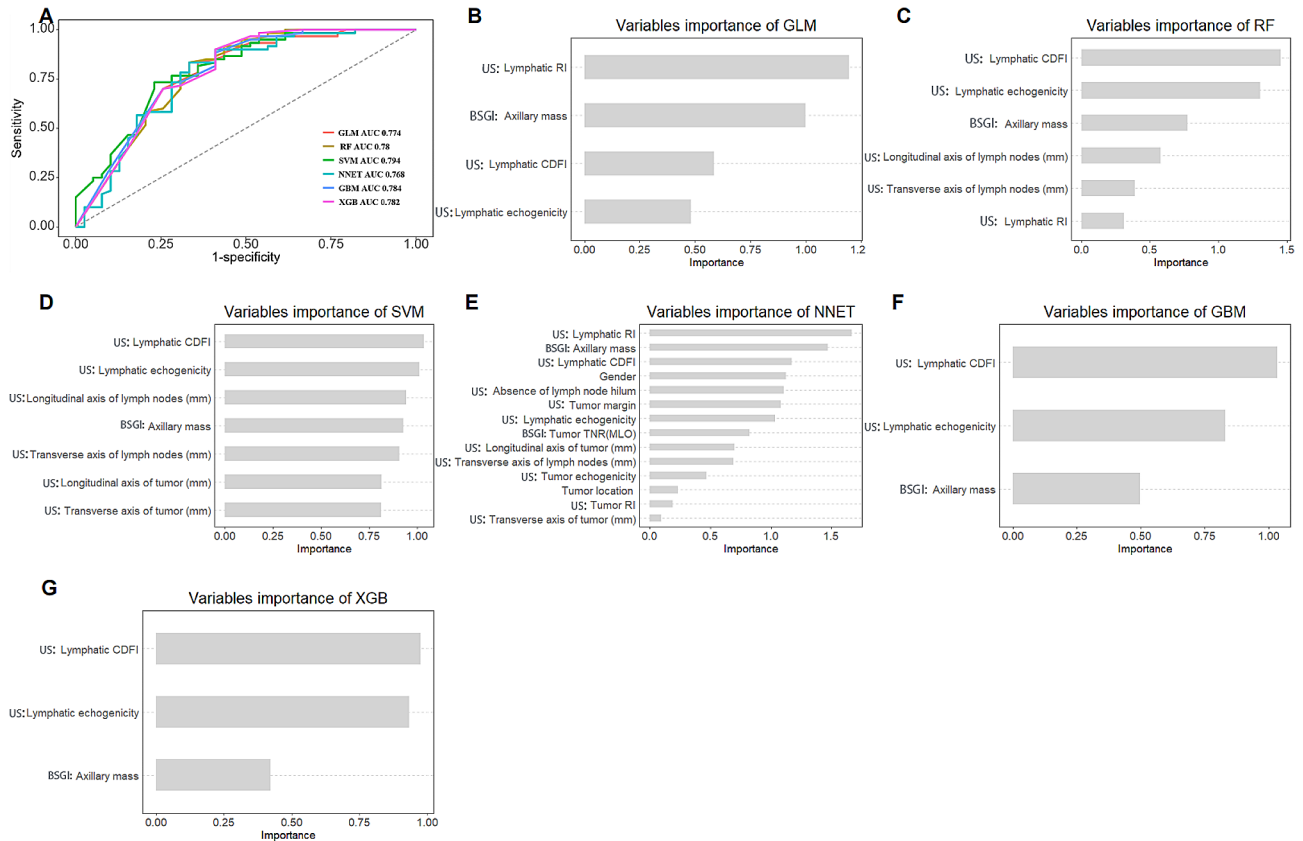 A
1.00
0.75
0.50
0.25
0.00
Sensitivity
GLM AUC 0.774
RF AUC 0.78
SVM AUC 0.794
NNET AUC 0.768
GBM AUC 0.784
XGB AUC 0.782
0.00 0.25 0.50 0.75 1.00
1-specificity
B
Variables importance of GLM
US: Lymphatic RI
BSGI: Axillary mass
US: Lymphatic CDFI
US: Lymphatic echogenicity
0.00 0.25 0.50 0.75 1.00 1.2
Importance
C
Variables importance of RF
US: Lymphatic CDFI
US: Lymphatic echogenicity
BSGI: Axillary mass
US: Longitudinal axis of lymph nodes (mm)
US: Transverse axis of lymph nodes (mm)
US: Lymphatic RI
0.0 0.5 1.0 1.5
Importance
D
Variables importance of SVM
US: Lymphatic CDFI
US: Lymphatic echogenicity
US: Longitudinal axis of lymph nodes (mm)
BSGI: Axillary mass
US: Transverse axis of lymph nodes (mm)
US: Longitudinal axis of tumor (mm)
US: Transverse axis of tumor (mm)
0.00 0.25 0.50 0.75 1.00
Importance
E
Variables importance of NNET
US: Lymphatic RI
BSGI: Axillary mass
US: Lymphatic CDFI
Gender
US: Absence of lymph node hilum
US: Tumor margin
US: Lymphatic echogenicity
BSGI: Tumor TNR(MLO)
US: Longitudinal axis of tumor (mm)
US: Transverse axis of lymph nodes (mm)
US: Tumor echogenicity
Tumor location
US: Tumor RI
US: Transverse axis of tumor (mm)
0.0 0.5 1.0 1.5
Importance
F
Variables importance of GBM
US: Lymphatic CDFI
US: Lymphatic echogenicity
BSGI: Axillary mass
0.00 0.25 0.50 0.75 1.00
Importance
G
Variables importance of XGB
US: Lymphatic CDFI
US: Lymphatic echogenicity
BSGI: Axillary mass
0.00 0.25 0.50 0.75 1.00
Importance